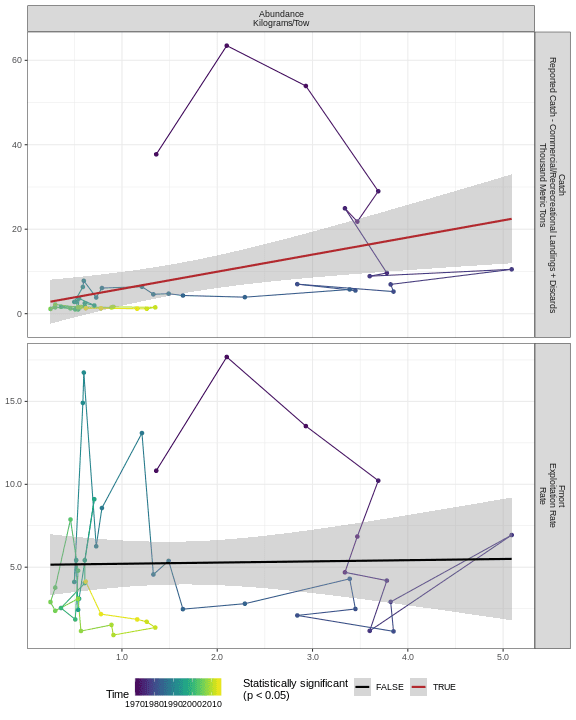 Abundance
Kilograms/Tow
60
40
20
0
Catch
Reported Catch - Commercial/Recreational Landings + Discards
Thousand Metric Tons
15.0
10.0
5.0
Fmort
Exploitation Rate
Rate
1.0 2.0 3.0 4.0 5.0
Time
1970 1980 1990 2000 2010
Statistically significant
(p < 0.05)
FALSE TRUE